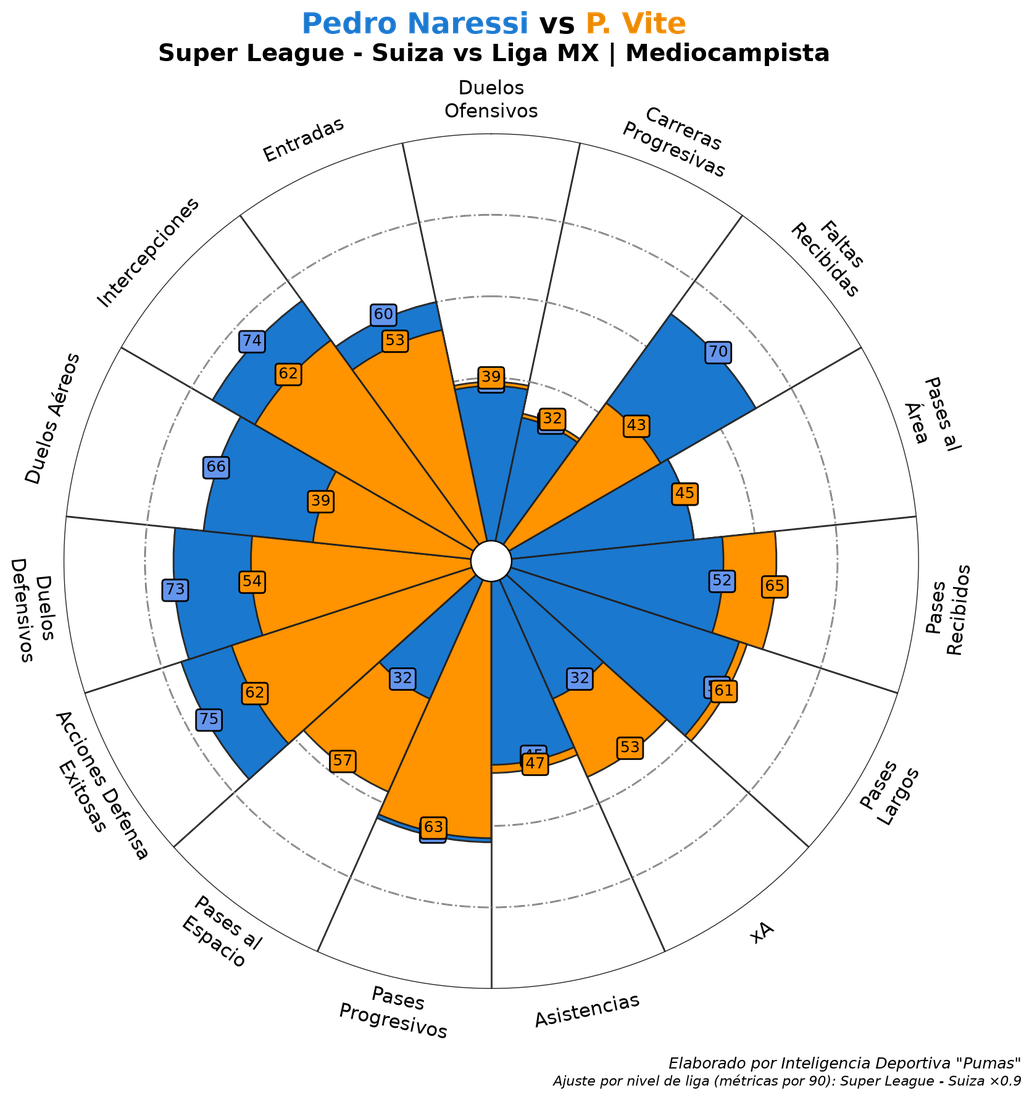 Pedro Naressi vs P. Vite
Super League - Suiza vs Liga MX | Mediocampista
Duelos
Ofensivos
Carreras
Progresivas
Faltas
Recibidas
Pases al
Área
Pases
Recibidos
Pases
Largos
xA
Asistencias
Pases
Progresivos
Pases al
Espacio
Acciones Defensa
Exitosas
Duelos
Defensivos
Duelos Aéreos
Intercepciones
Entradas
39
32
70
43
45
52
65
61
32
53
45
47
63
32
57
75
62
73
54
66
39
74
62
60
53
Elaborado por Inteligencia Deportiva "Pumas"
Ajuste por nivel de liga (métricas por 90): Super League - Suiza ×0.9